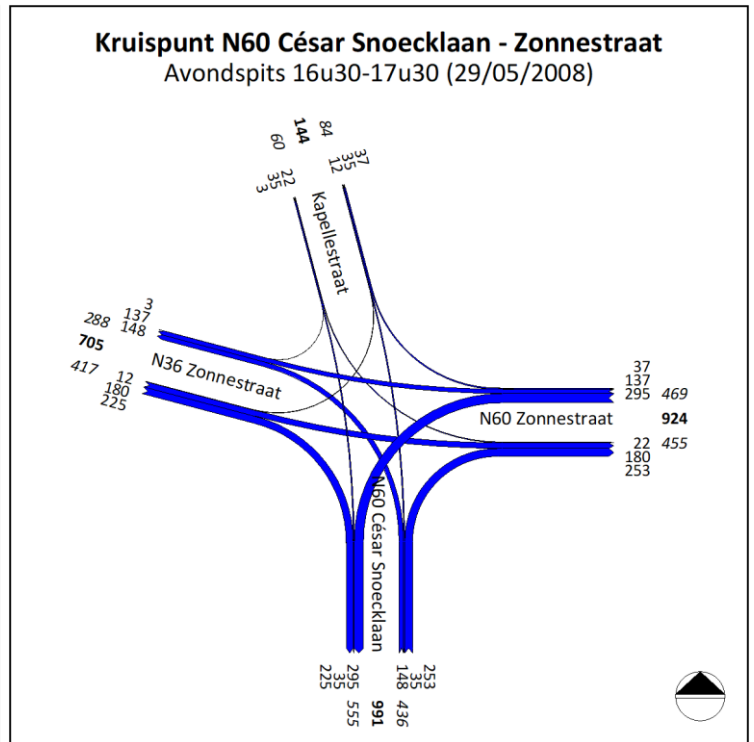 Kruispunt N60 César Snoecklaan - Zonnestraat
Avondspits 16u30-17u30 (29/05/2008)
60 144 84
3 35 22
12 35 37
Kapellestraat
3
288 137
148
705
N36 Zonnestraat
417 12
180
225
37
137
295 469
N60 Zonnestraat 924
22 455
180
253
N60 César Snoecklaan
225 35 295
148 35 253
555 991 436